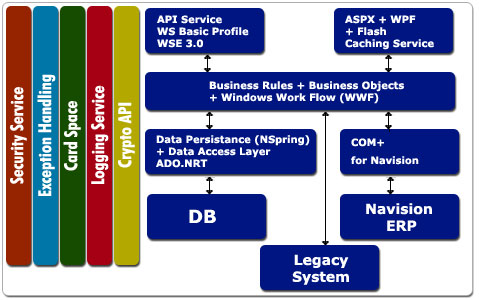 Security Service
Exception Handling
Card Space
Logging Service
Crypto API
API Service
WS Basic Profile
WSE 3.0
ASPX + WPF
+ Flash
Caching Service
Business Rules + Business Objects
+ Windows Work Flow (WWF)
Data Persistance (NSpring)
+ Data Access Layer
ADO.NRT
COM+
for Navision
DB
Navision
ERP
Legacy
System